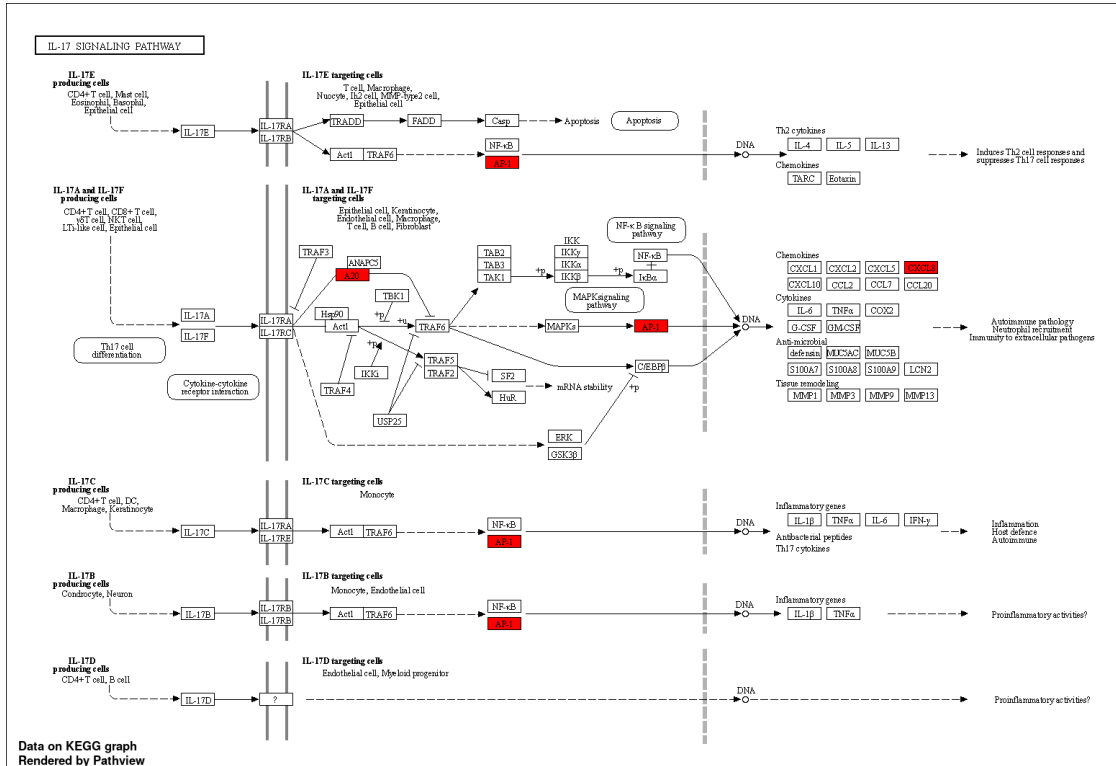 IL-17 SIGNALING PATHWAY
IL-17E
producing cells
CD4+ T cell, Mast cell,
Eosinophil, Basophil,
Epithelial cell
IL-17E
IL-17RA
IL-17RB
IL-17E targeting cells
T cell, Macrophage,
Nuocyte, Ih2 cell, MMP-type2 cell,
Epithelial cell
TRADD
FADD
Casp
Apoptosis
Apoptosis
Act1
TRAF6
NF-κB
AP-1
DNA
Th2 cytokines
IL-4
IL-5
IL-13
Chemokines
TARC
Eotaxin
Induces Th2 cell responses and
suppresses Th17 cell responses
IL-17A and IL-17F
producing cells
CD4+ T cell, CD8+ T cell,
γδT cell, NKT cell,
LTi-like cell, Epithelial cell
IL-17A
IL-17F
Th17 cell
differentiation
Cytokine-cytokine
receptor interaction
IL-17RA
IL-17RC
IL-17A and IL-17F
targeting cells
Epithelial cell, Keratinocyte,
Endothelial cell, Macrophage,
T cell, B cell, Fibroblast
TRAF3
ANAPC5
A20
TBK1
Hsp90
Act1
+p
+u
+p
IKKi
TRAF4
USP25
TRAF6
TRAF5
TRAF2
SF2
HuR
mRNA stability
TAB2
TAB3
TAK1
+p
IKK
IKKγ
IKKα
IKKβ
+p
NF-κB
IκBα
NF-κ B signaling
pathway
MAPK signaling
pathway
MAPKs
AP-1
C/EBPβ
+p
ERK
GSK3β
DNA
Chemokines
CXCL1
CXCL2
CXCL5
CXCL8
CXCL10
CCL2
CCL7
CCL20
Cytokines
IL-6
TNFα
COX2
G-CSF
GM-CSF
Anti-microbial
defensin
MUC5AC
MUC5B
S100A7
S100A8
S100A9
LCN2
Tissue remodeling
MMP1
MMP3
MMP9
MMP13
Autoimmune pathology
Neutrophil recruitment
Immunity to extracellular pathogens
IL-17C
producing cells
CD4+ T cell, DC,
Macrophage, Keratinocyte
IL-17C
IL-17RA
IL-17RE
IL-17C targeting cells
Monocyte
Act1
TRAF6
NF-κB
AP-1
DNA
Inflammatory genes
IL-1β
TNFα
IL-6
IFN-γ
Antibacterial peptides
Th17 cytokines
Inflammation
Host defence
Autoimmune
IL-17B
producing cells
Condrocyte, Neuron
IL-17B
IL-17RB
IL-17RB
IL-17B targeting cells
Monocyte, Endothelial cell
Act1
TRAF6
NF-κB
AP-1
DNA
Inflammatory genes
IL-1β
TNFα
Proinflammatory activities?
IL-17D
producing cells
CD4+ T cell, B cell
IL-17D
?
IL-17D targeting cells
Endothelial cell, Myeloid progenitor
DNA
Proinflammatory activities?
Data on KEGG graph
Rendered by Pathview